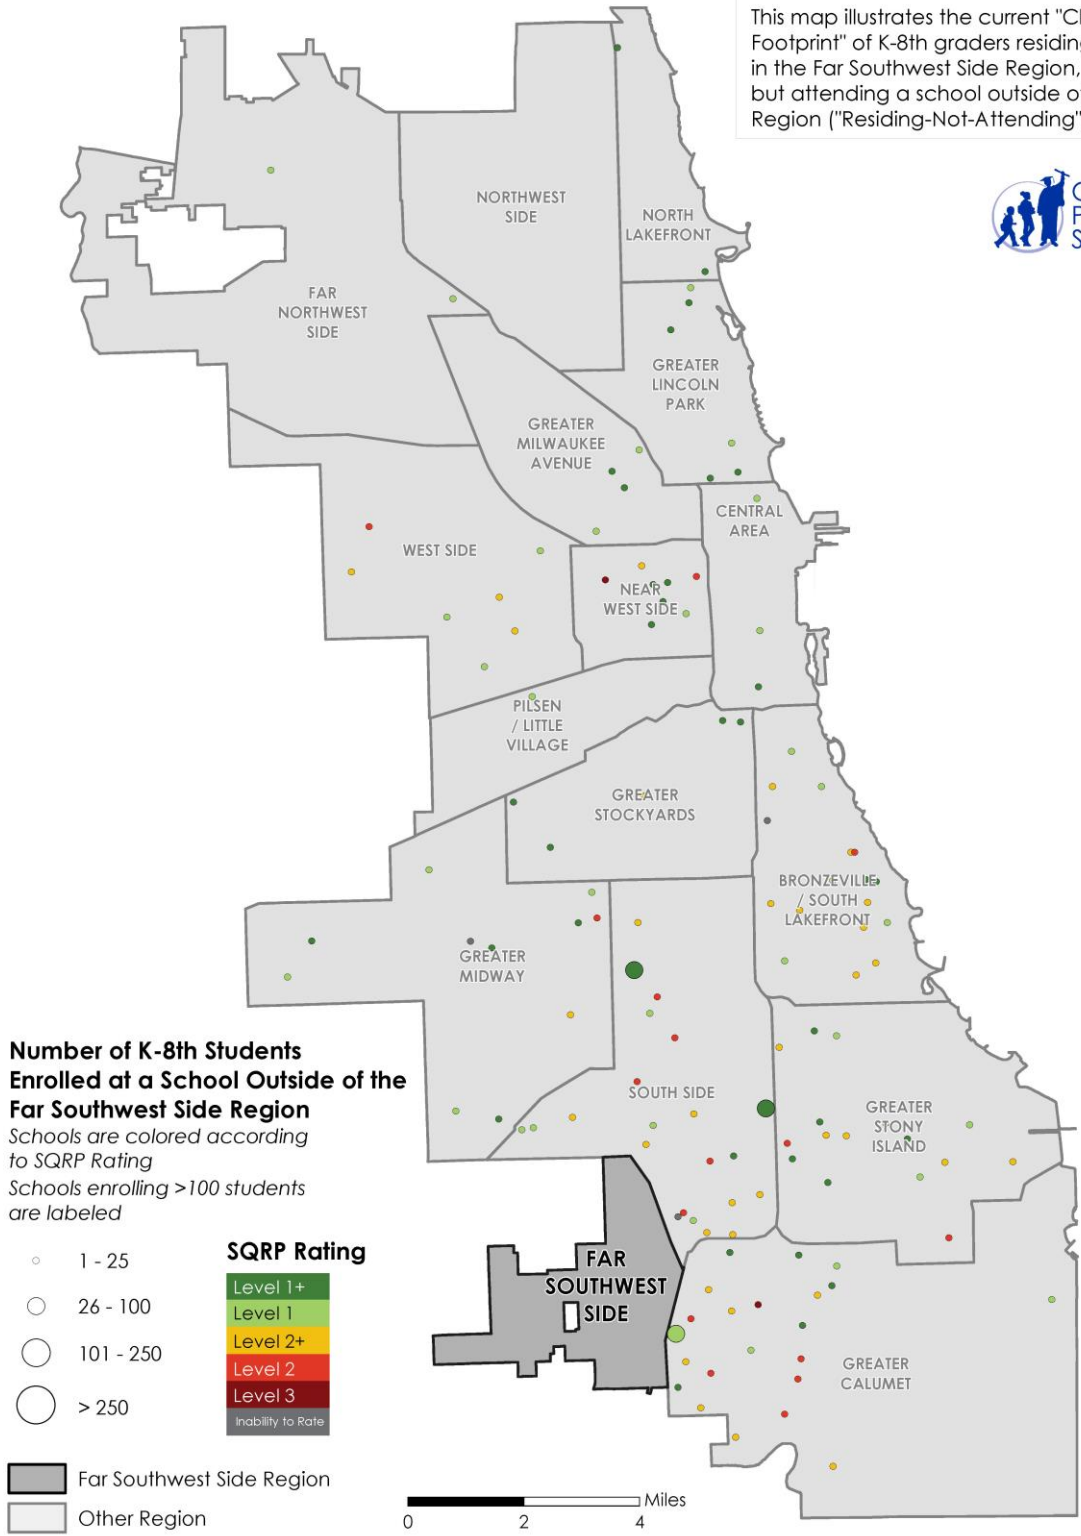 This map illustrates the current "C
Footprint" of K-8th graders residing
in the Far Southwest Side Region,
but attending a school outside o
Region ("Residing-Not-Attending"
C
P
S
NORTHWEST
SIDE
NORTH
LAKEFRONT
FAR
NORTHWEST
SIDE
GREATER
LINCOLN
PARK
GREATER
MILWAUKEE
AVENUE
CENTRAL
AREA
WEST SIDE
NEAR
WEST SIDE
PILSEN
/ LITTLE
VILLAGE
GREATER
STOCKYARDS
BRONZEVILLE
/ SOUTH
LAKEFRONT
GREATER
MIDWAY
SOUTH SIDE
GREATER
STONY
ISLAND
FAR
SOUTHWEST
SIDE
GREATER
CALUMET
Number of K-8th Students
Enrolled at a School Outside of the
Far Southwest Side Region
Schools are colored according
to SQRP Rating
Schools enrolling >100 students
are labeled
1 - 25
26 - 100
101 - 250
> 250
SQRP Rating
Level 1+
Level 1
Level 2+
Level 2
Level 3
Inability to Rate
Far Southwest Side Region
Other Region
Miles
0 2 4